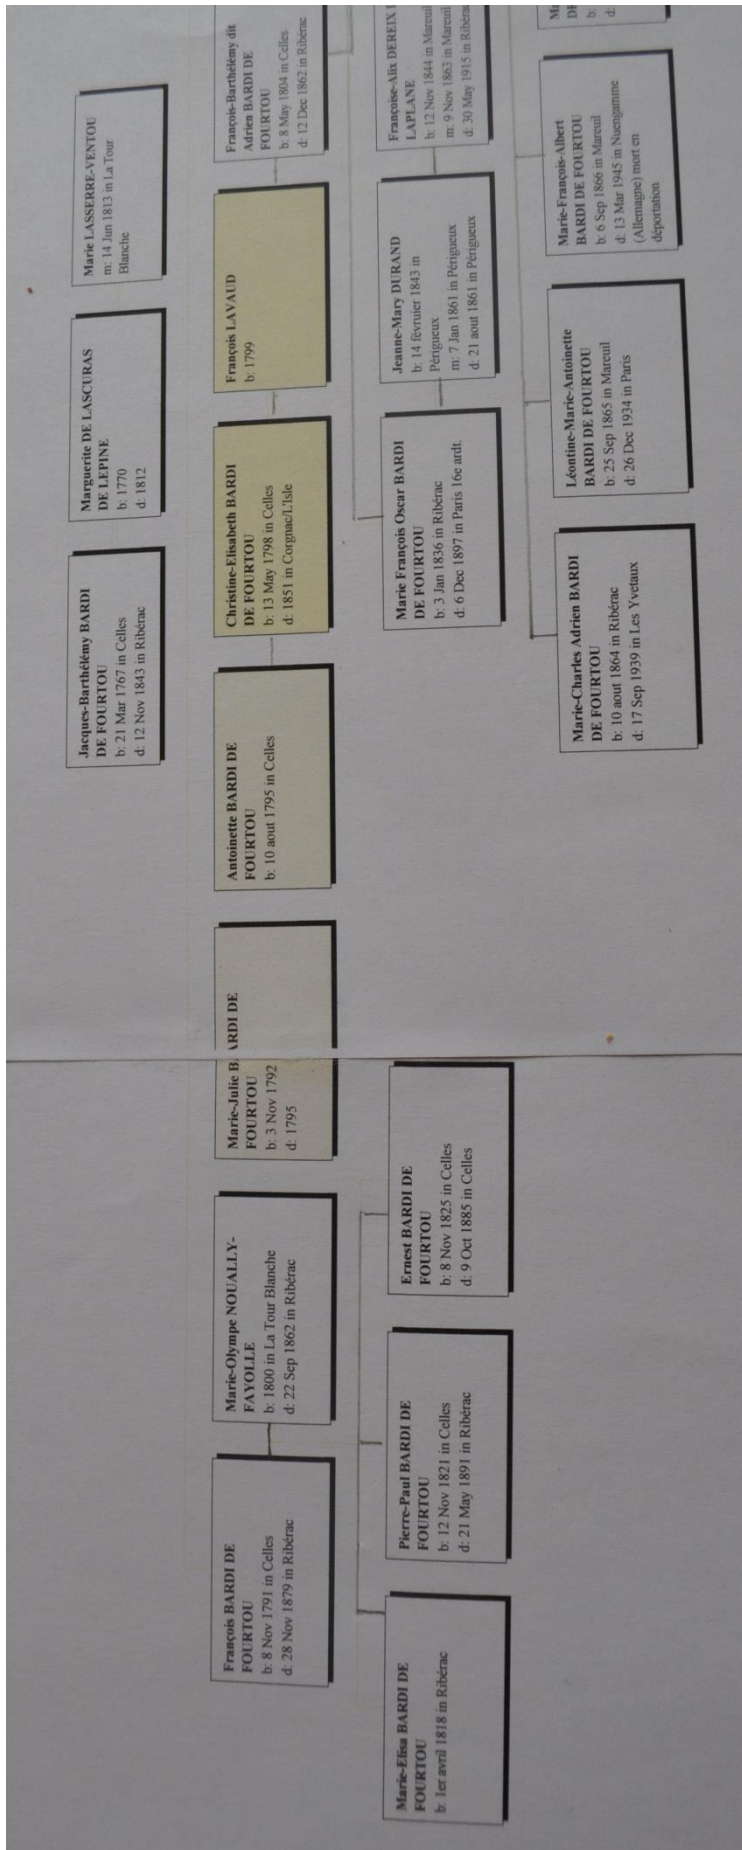 Jacques-Barthélémy BARDI
DE FOURTOU
b: 21 Mar 1767 in Celles
d: 12 Nov 1843 in Ribérac
Marguerite DE LASCURAS
DE LEPINE
b: 1770
d: 1812
Marie LASSERRE-VENTOU
m: 14 Jun 1813 in La Tour
Blanche
François BARDI DE
FOURTOU
b: 8 Nov 1791 in Celles
d: 28 Nov 1879 in Ribérac
Marie-Olympe NOUALLY-
FAYOLLE
b: 1800 in La Tour Blanche
d: 22 Sep 1862 in Ribérac
Marie-Julie BARDI DE
FOURTOU
b: 3 Nov 1792
d: 1795
Antoinette BARDI DE
FOURTOU
b: 10 aout 1795 in Celles
Christine-Elisabeth BARDI
DE FOURTOU
b: 13 May 1798 in Celles
d: 1851 in Corgnac/L'Isle
François LAVAUD
b: 1799
François-Barthélémy dit
Adrien BARDI DE
FOURTOU
b: 8 May 1804 in Celles
d: 12 Dec 1862 in Ribérac
Marie-Elisa BARDI DE
FOURTOU
b: 1er avril 1818 in Ribérac
Pierre-Paul BARDI DE
FOURTOU
b: 12 Nov 1821 in Celles
d: 21 May 1891 in Ribérac
Ernest BARDI DE
FOURTOU
b: 8 Nov 1825 in Celles
d: 9 Oct 1885 in Celles
Marie François Oscar BARDI
DE FOURTOU
b: 3 Jan 1836 in Ribérac
d: 6 Dec 1897 in Paris 16e ardt.
Jeanne-Mary DURAND
b: 14 févruier 1843 in
Périgueux
m: 7 Jan 1861 in Périgueux
d: 21 aout 1861 in Périgueux
Françoise-Alix DEREIX
LAPLANE
b: 12 Nov 1844 in Mareuil
m: 9 Nov 1863 in Mareuil
d: 30 May 1915 in Ribéra
Marie-Charles Adrien BARDI
DE FOURTOU
b: 10 aout 1864 in Ribérac
d: 17 Sep 1939 in Les Yvetaux
Léontine-Marie-Antoinette
BARDI DE FOURTOU
b: 25 Sep 1865 in Mareuil
d: 26 Dec 1934 in Paris
Marie-François-Albert
BARDI DE FOURTOU
b: 6 Sep 1866 in Mareuil
d: 13 Mar 1945 in Nuengamme
(Allemagne) mort en
déportation
b:
d: